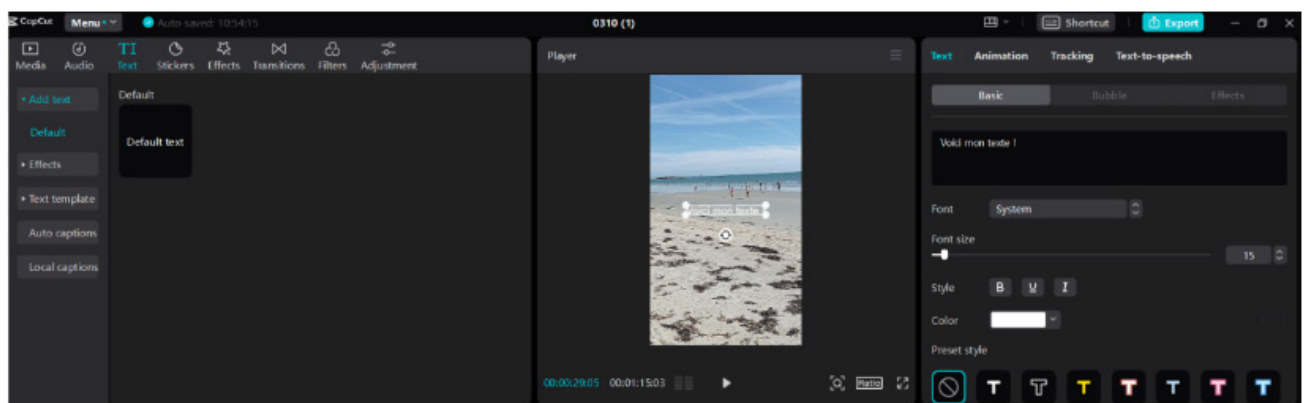 CapCut Menu Auto saved: 10:54:15 0310 (1) Shortcut Export
Media Audio Text Stickers Effects Transitions Filters Adjustment
Add text
Default
Effects
Text template
Auto captions
Local captions
Default
Default text
Player
Voici mon texte !
00:00:29:05 00:01:15:03 Ratio
Text Animation Tracking Text-to-speech
Basic Bubble Effects
Voici mon texte !
Font System
Font size
15
Style B U I
Color
Preset style
T T T T T T T